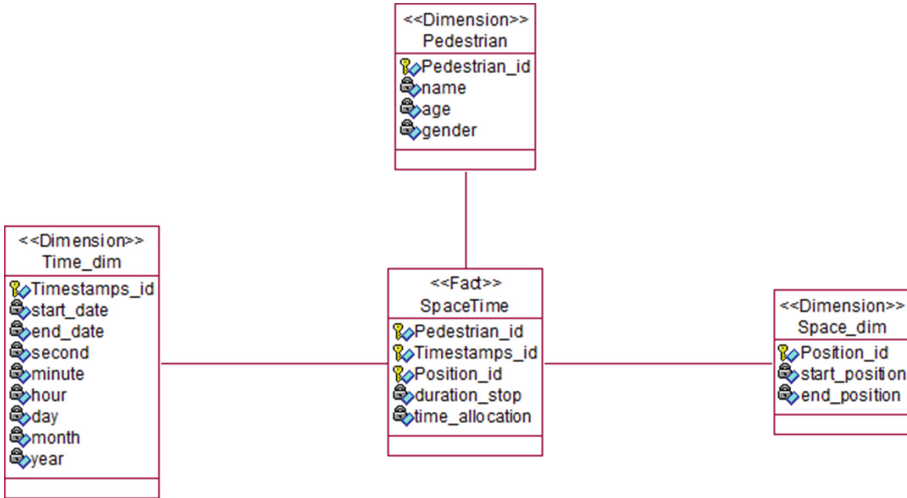 <<Dimension>>
Pedestrian
Pedestrian_id
name
age
gender
<<Dimension>>
Time_dim
Timestamps_id
start_date
end_date
second
minute
hour
day
month
year
<<Fact>>
SpaceTime
Pedestrian_id
Timestamps_id
Position_id
duration_stop
time_allocation
<<Dimension>>
Space_dim
Position_id
start_position
end_position